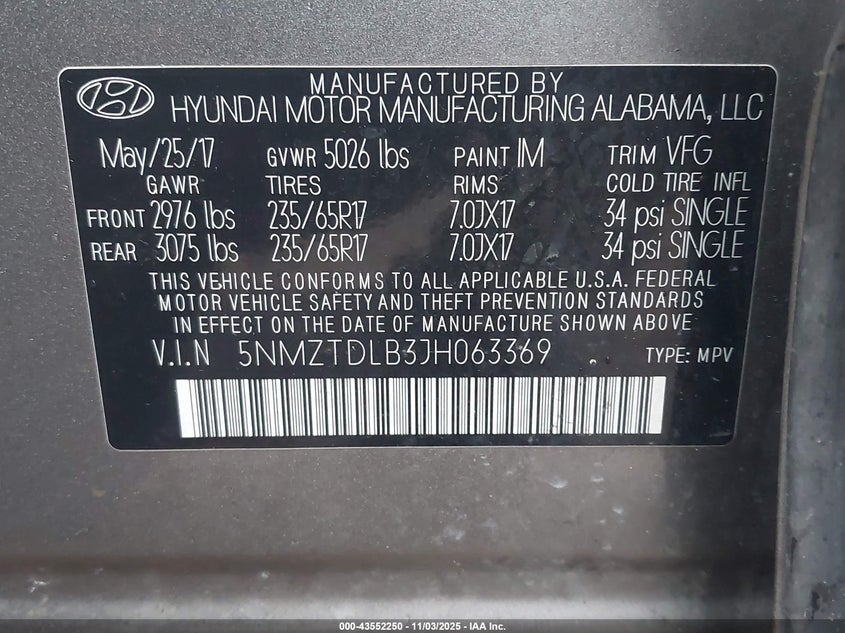 MANUFACTURED BY
HYUNDAI MOTOR MANUFACTURING ALABAMA, LLC
May/25/17 GVWR 5026 lbs PAINT IM TRIM VFG
GAWR TIRES RIMS COLD TIRE INFL
FRONT 2976 lbs 235/65R17 7.0JX17 34 psi SINGLE
REAR 3075 lbs 235/65R17 7.0JX17 34 psi SINGLE
THIS VEHICLE CONFORMS TO ALL APPLICABLE U.S.A. FEDERAL
MOTOR VEHICLE SAFETY AND THEFT PREVENTION STANDARDS
IN EFFECT ON THE DATE OF MANUFACTURE SHOWN ABOVE
V.I.N 5NMZTDLB3JH063369 TYPE: MPV
000-43552250 - 11/03/2025 - IAA Inc.